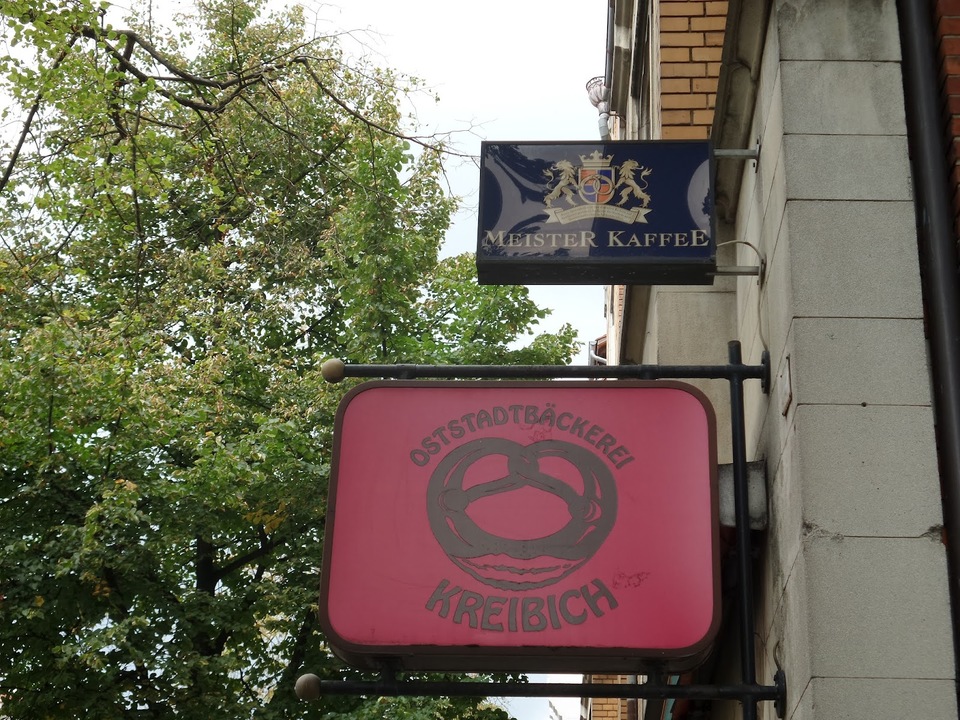 MEISTER KAFFEE
OSTSTADTBÄCKEREI
KREIBICH